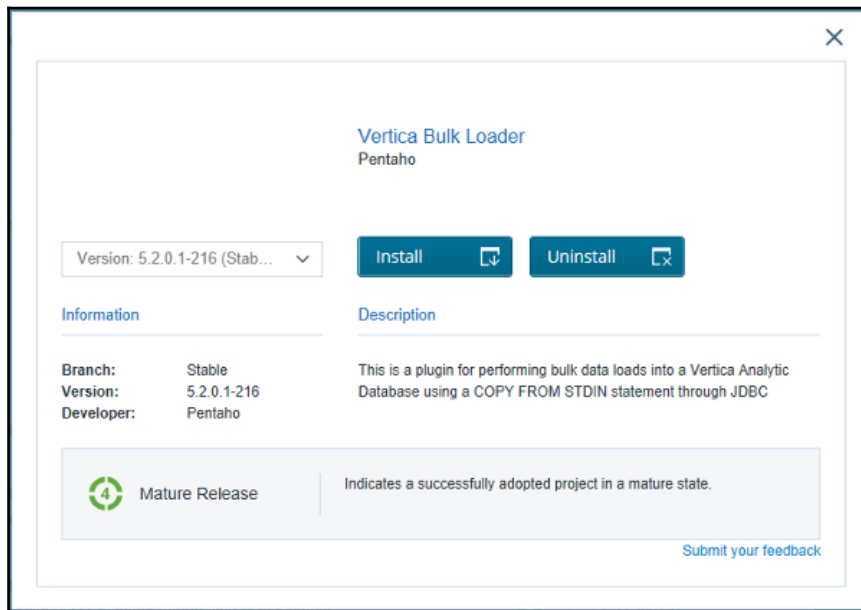 Vertica Bulk Loader
Pentaho
Version: 5.2.0.1-216 (Stab...
Install
Uninstall
Information
Description
Branch: Stable
Version: 5.2.0.1-216
Developer: Pentaho
This is a plugin for performing bulk data loads into a Vertica Analytic
Database using a COPY FROM STDIN statement through JDBC
4
Mature Release
Indicates a successfully adopted project in a mature state.
Submit your feedback